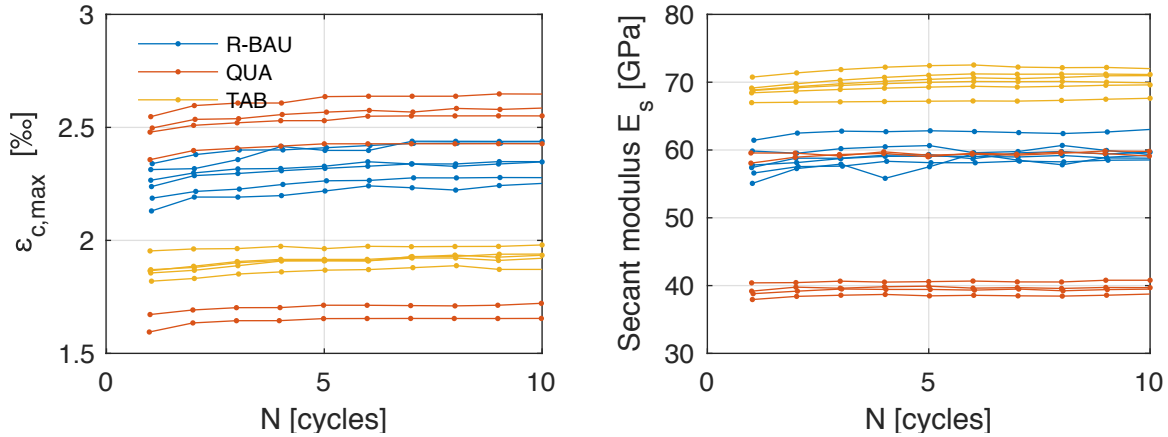 3
2.5
2
1.5
ε_c,max [‰]
R-BAU
QUA
TAB
0 5 10
N [cycles]
80
70
60
50
40
30
Secant modulus E_s [GPa]
0 5 10
N [cycles]